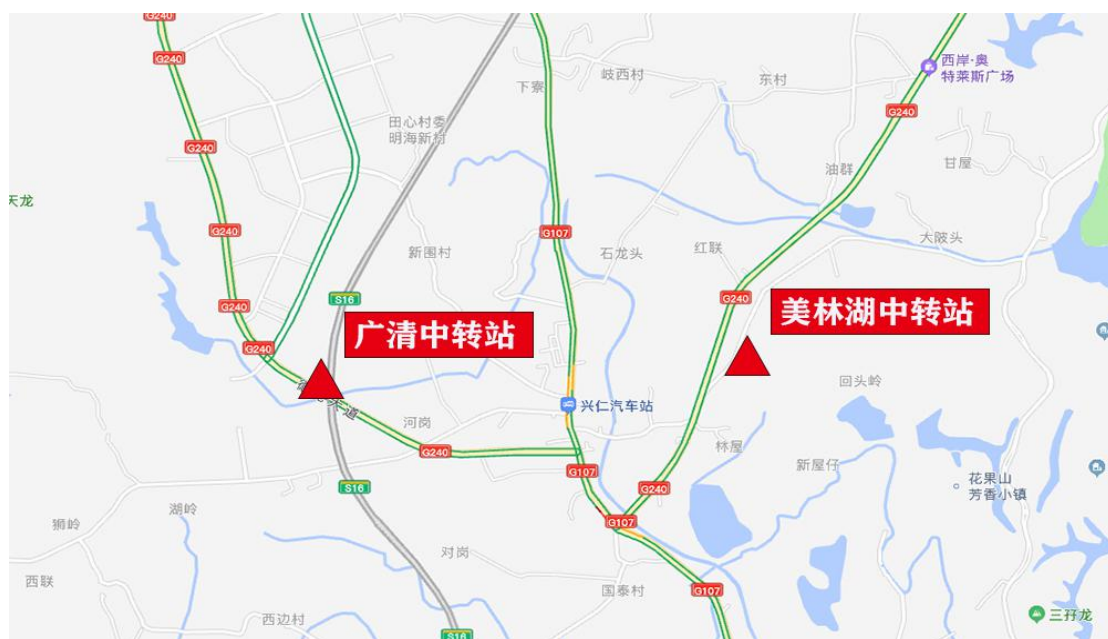 G240
G240
西岸·奥
特莱斯广场
岐西村
东村
下寮
G240
田心村委
明海新村
G240
油群
甘屋
天龙
G240
G107
大陂头
红联
石龙头
新围村
S16
G240
G240
美林湖中转站
广清中转站
G240
回头岭
兴仁汽车站
大道
河岗
G240
林屋
新屋仔
G107
花果山
芳香小镇
S16
G240
湖岭
狮岭
G107
对岗
西联
国泰村
西边村
三孖龙
S16